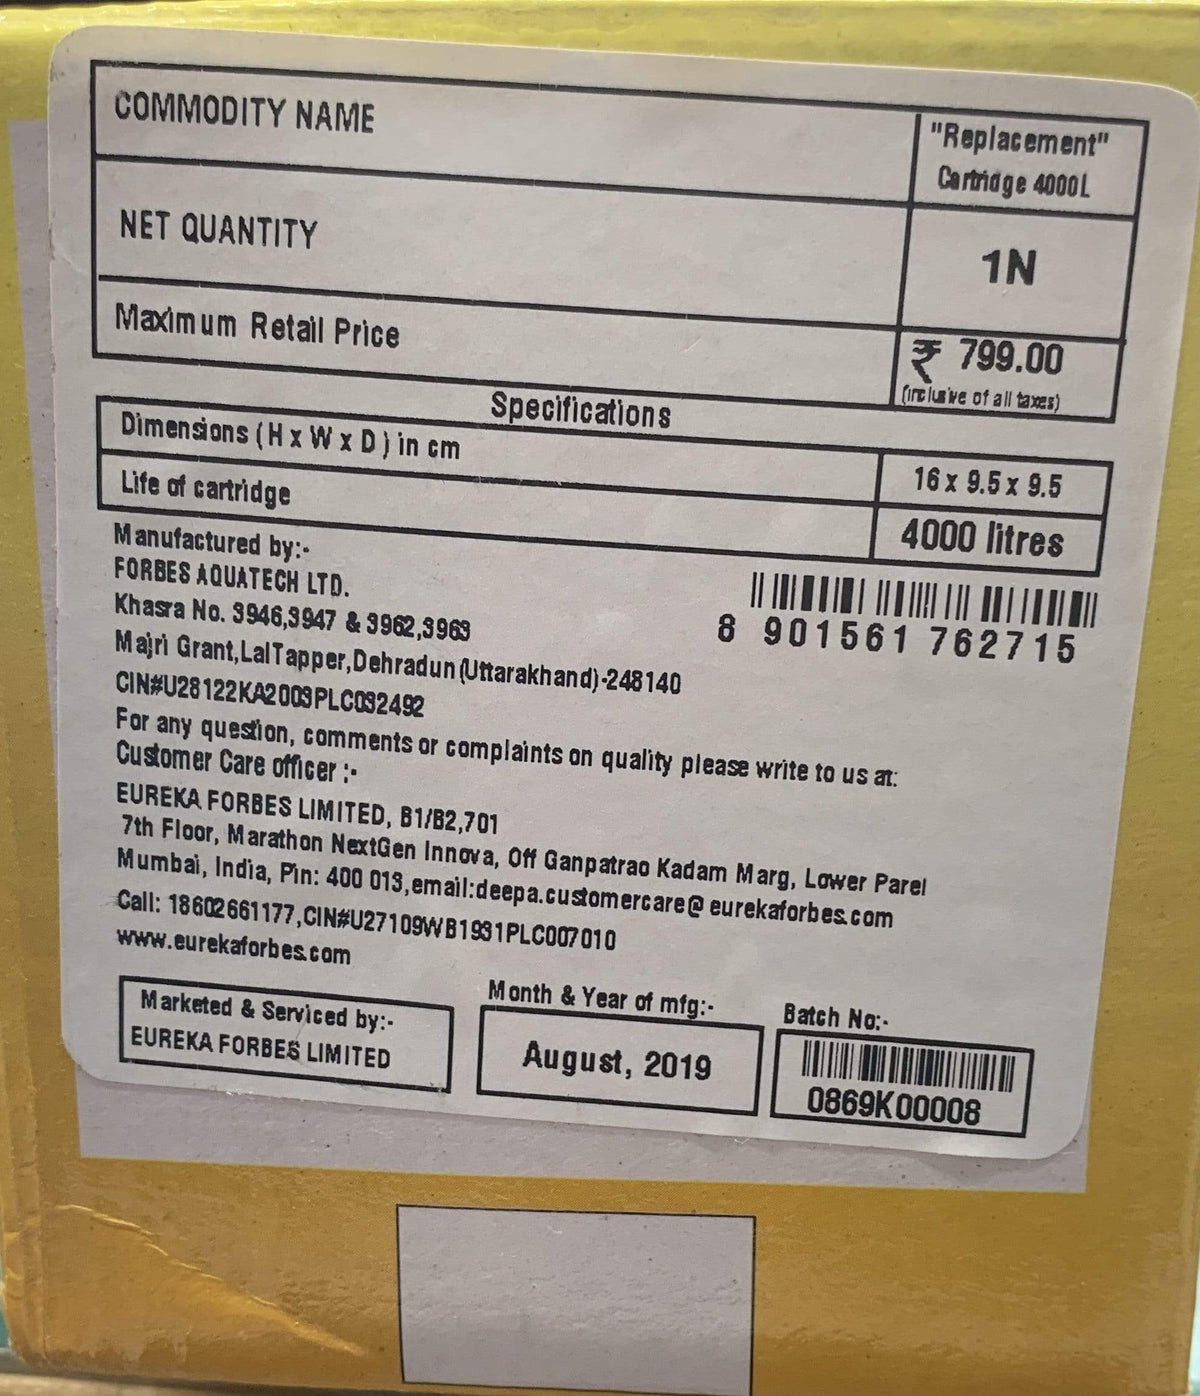 COMMODITY NAME
"Replacement"
Cartridge 4000L
NET QUANTITY
1N
Maximum Retail Price
₹ 799.00
(inclusive of all taxes)
Specifications
Dimensions (H x W x D) in cm
16 x 9.5 x 9.5
Life of cartridge
4000 litres
Manufactured by:-
FORBES AQUATECH LTD.
Khasra No. 3946,3947 & 3962,3963
Majri Grant,LalTapper,Dehradun(Uttarakhand)-248140
CIN#U28122KA2003PLC032492
8 901561 762715
For any question, comments or complaints on quality please write to us at:
Customer Care officer :-
EUREKA FORBES LIMITED, B1/B2,701
7th Floor, Marathon NextGen Innova, Off Ganpatrao Kadam Marg, Lower Parel
Mumbai, India, Pin: 400 013,email:deepa.customercare@eurekaforbes.com
Call: 18602661177,CIN#U27109WB1931PLC007010
www.eurekaforbes.com
Marketed & Serviced by:-
EUREKA FORBES LIMITED
Month & Year of mfg:-
August, 2019
Batch No:-
0869K00008